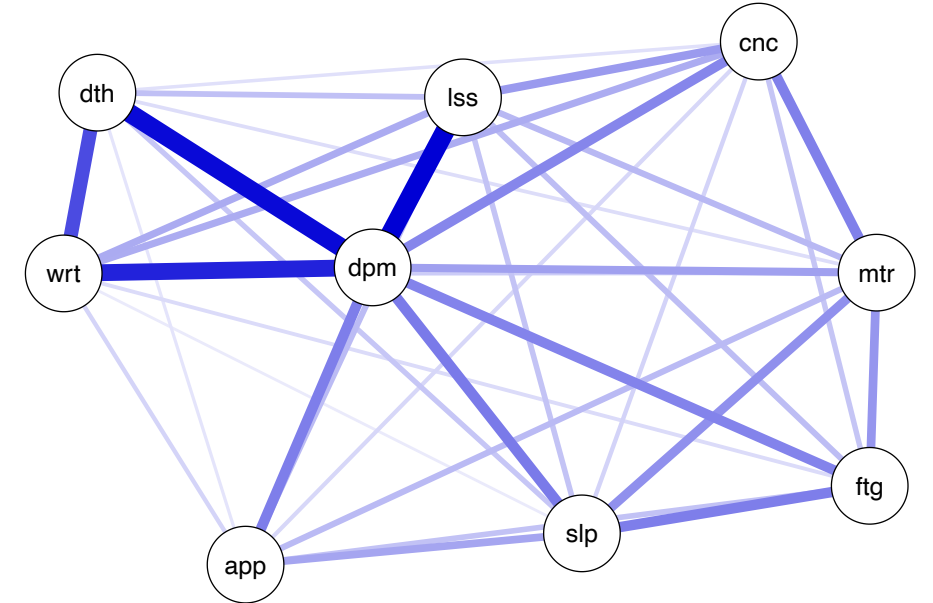 cnc
dth
lss
wrt
dpm
mtr
ftg
slp
app